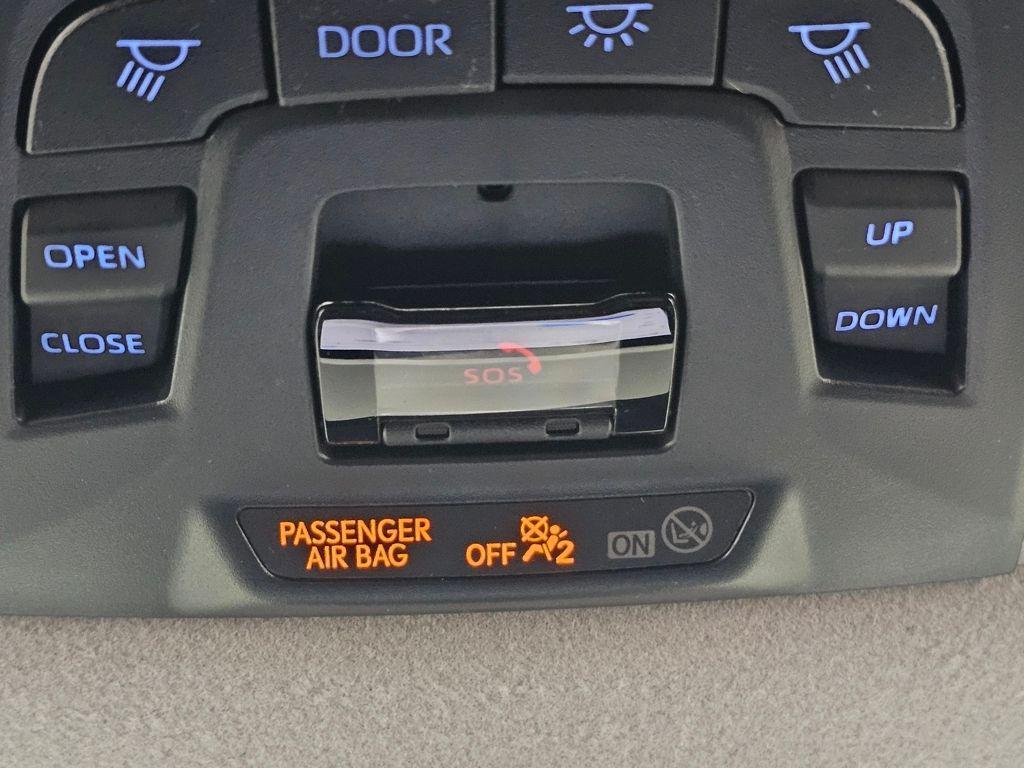 DOOR
OPEN
CLOSE
UP
DOWN
SOS
PASSENGER
AIR BAG
OFF 2
ON